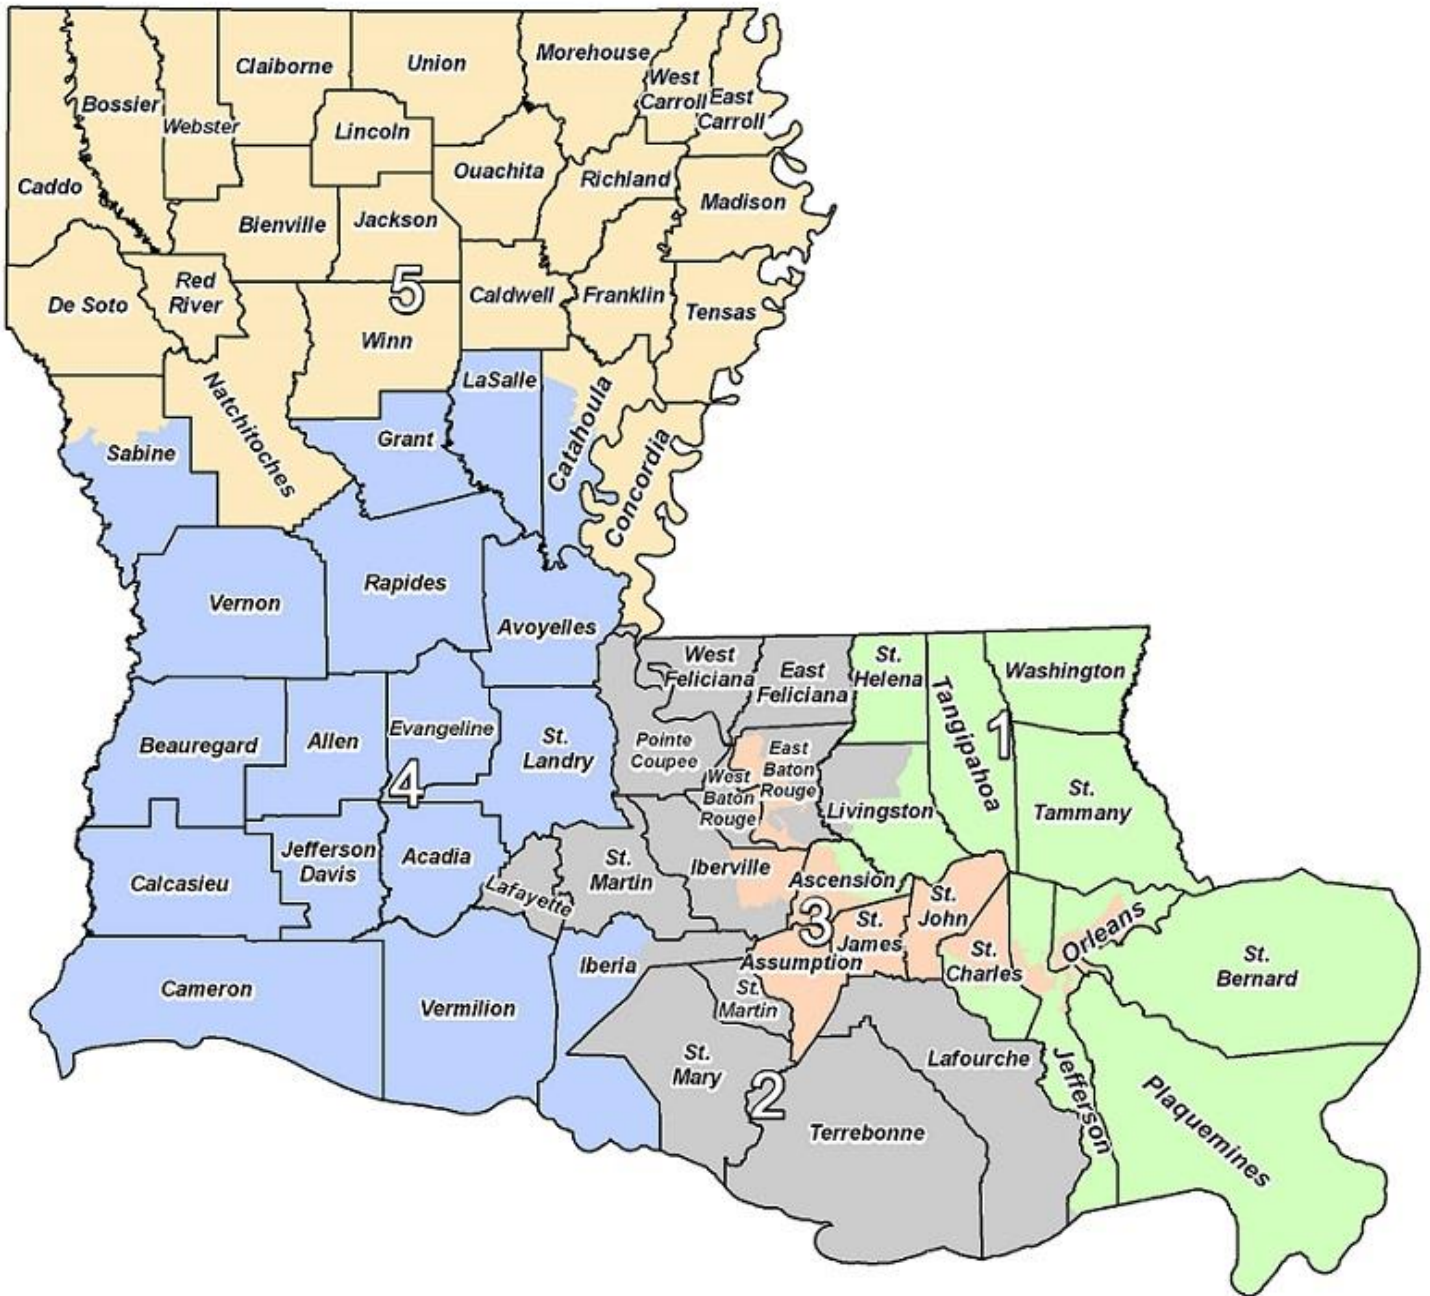 Claiborne
Union
Morehouse
West
Carroll
East
Carroll
Bossier
Webster
Lincoln
Ouachita
Richland
Caddo
Madison
Bienville
Jackson
Red
River
5
De Soto
Caldwell
Franklin
Tensas
Winn
LaSalle
Natchitoches
Catahoula
Grant
Sabine
Concordia
Rapides
Vernon
Avoyelles
West
Feliciana
East
Feliciana
St.
Helena
Washington
Tangipahoa
1
Evangeline
Allen
Beauregard
St.
Landry
Pointe
Coupee
East
Baton
Rouge
West
Baton
Rouge
4
Livingston
St.
Tammany
Jefferson
Davis
Acadia
St.
Martin
Iberville
Ascension
Calcasieu
Lafayette
3
St.
John
St.
James
Orleans
St.
Charles
Assumption
Iberia
St.
Bernard
Cameron
Vermilion
St.
Martin
St.
Mary
Lafourche
2
Jefferson
Terrebonne
Plaquemines